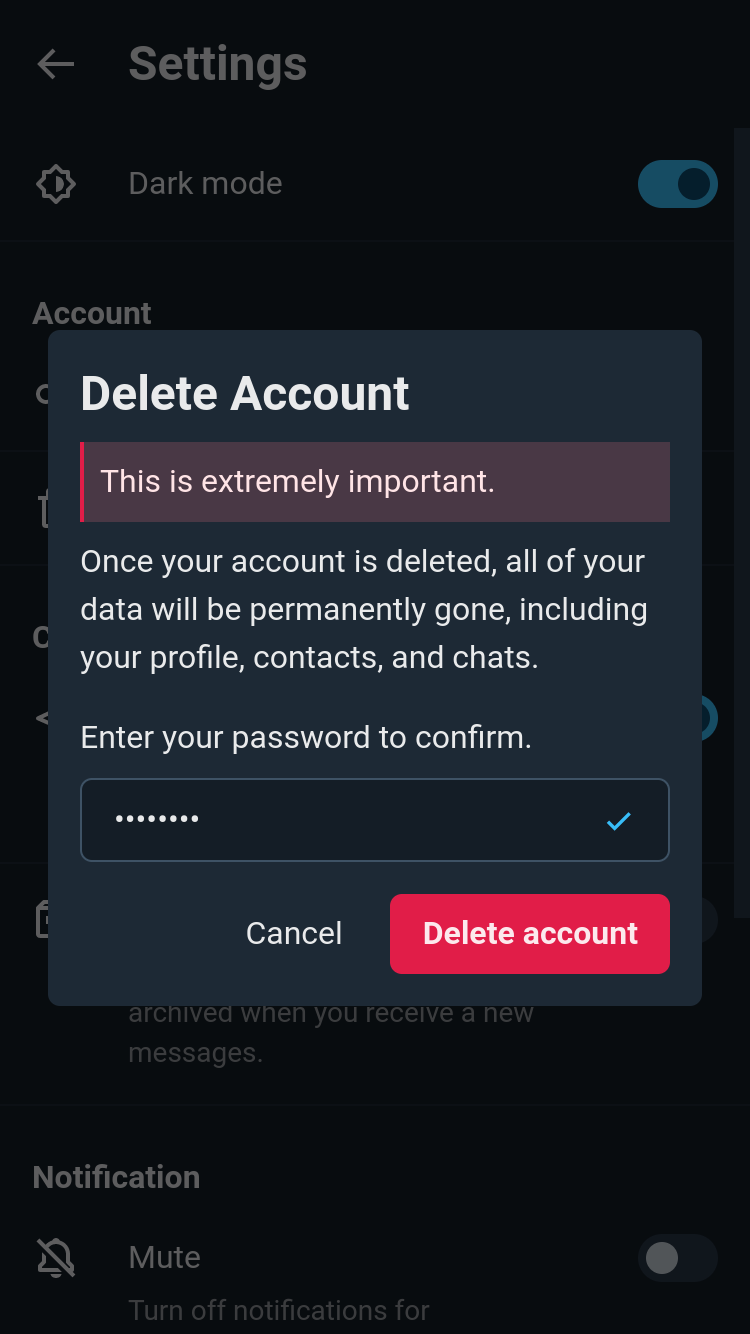 Settings
Dark mode
Account
Delete Account
This is extremely important.
Once your account is deleted, all of your
data will be permanently gone, including
your profile, contacts, and chats.
Enter your password to confirm.
••••••••
Cancel
Delete account
archived when you receive a new
messages.
Notification
Mute
Turn off notifications for